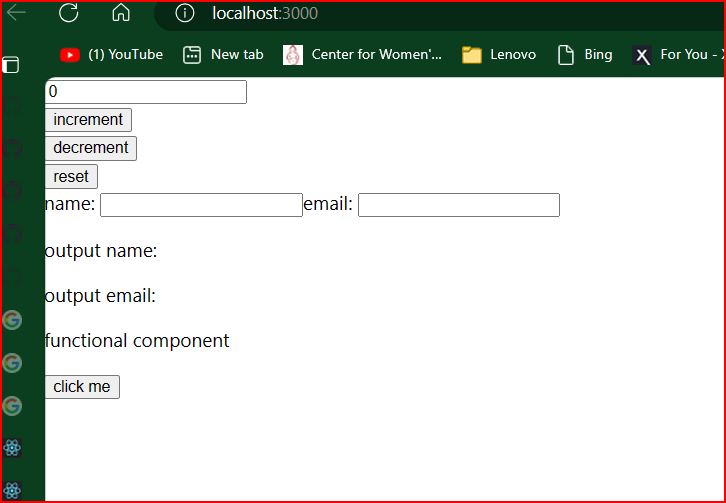 localhost:3000
(1) YouTube New tab Center for Women'... Lenovo Bing X For You -
0
increment
decrement
reset
name: email:
output name:
output email:
functional component
click me